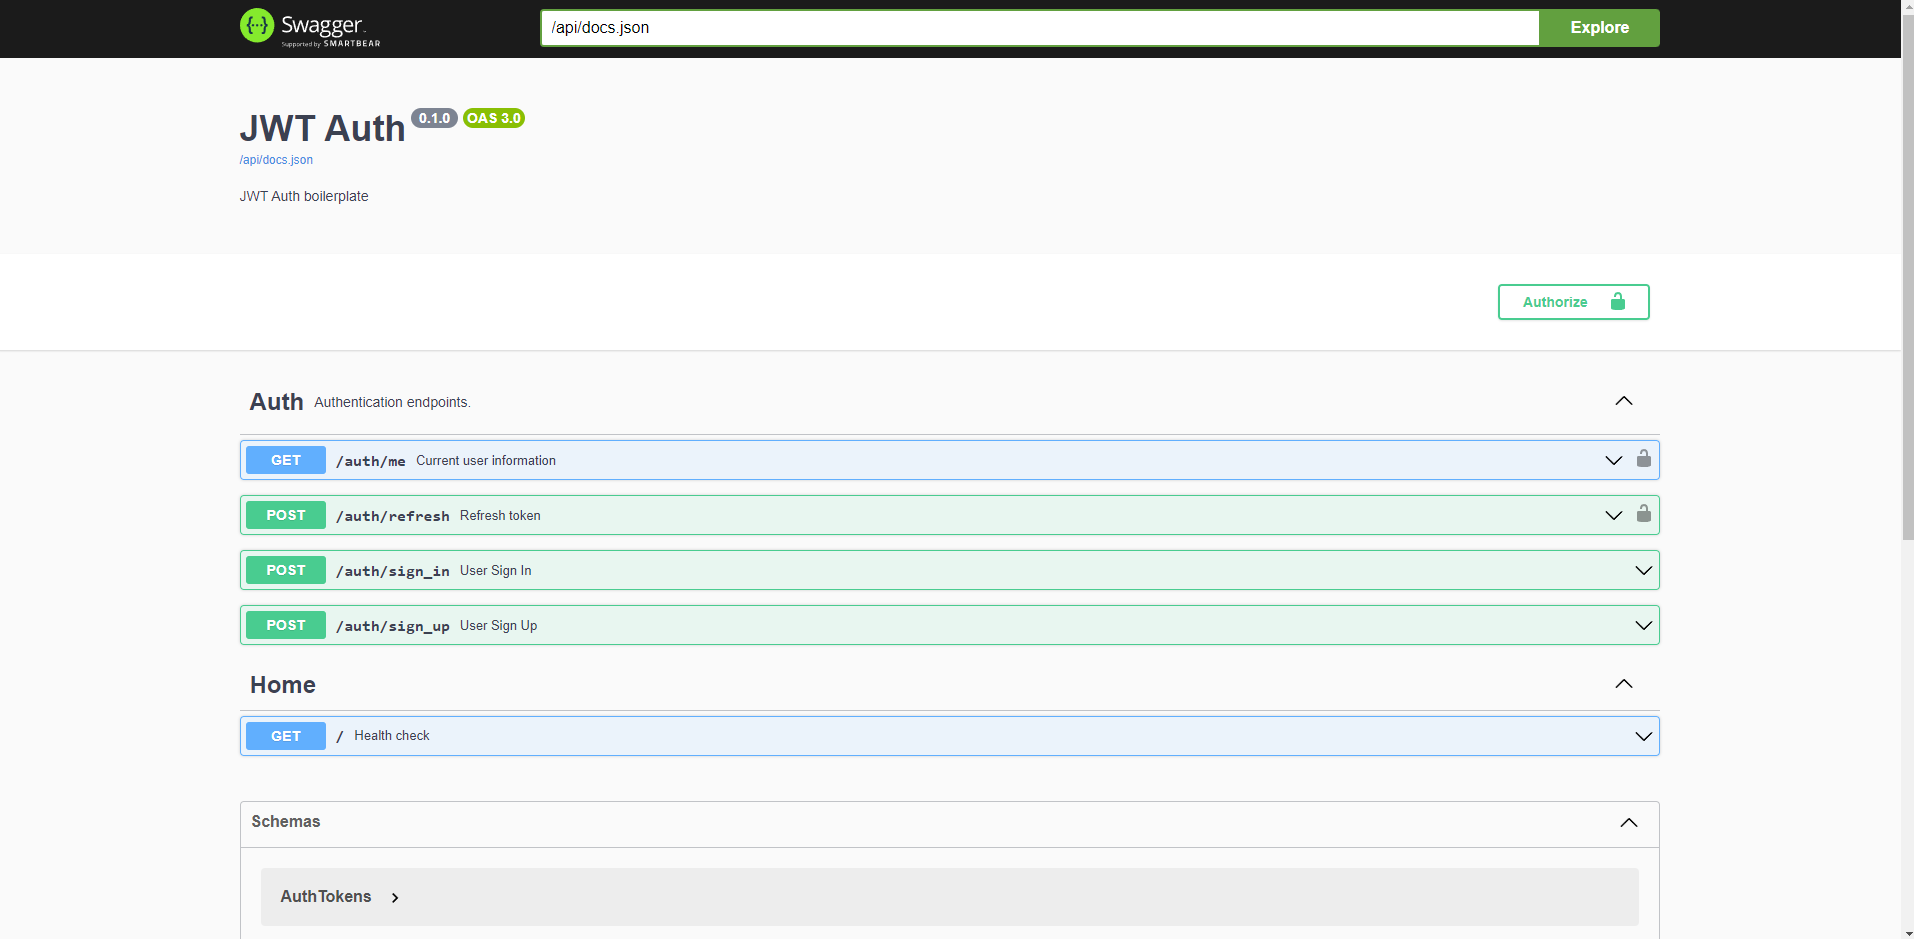 Swagger
Supported by SMARTBEAR
/api/docs.json
Explore
JWT Auth 0.1.0 OAS 3.0
/api/docs.json
JWT Auth boilerplate
Authorize
Auth Authentication endpoints.
GET /auth/me Current user information
POST /auth/refresh Refresh token
POST /auth/sign_in User Sign In
POST /auth/sign_up User Sign Up
Home
GET / Health check
Schemas
AuthTokens